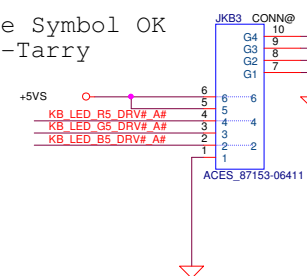 e Symbol OK
-Tarry
JKB3 CONN@
G4 10
G3 9
G2 8
G1 7
+5VS
6 6 6
5 5
KB_LED_R5_DRV#_A# 4 4 4
KB_LED_G5_DRV#_A# 3 3
KB_LED_B5_DRV#_A# 2 2 2
1 1
ACES_87153-06411